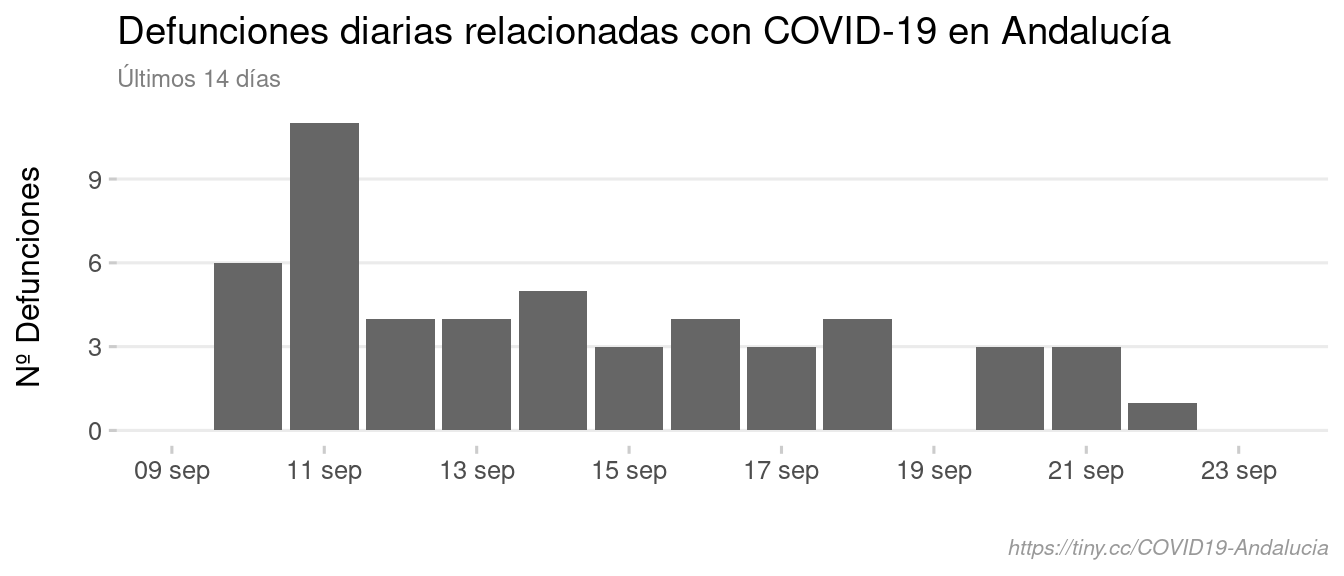 Defunciones diarias relacionadas con COVID-19 en Andalucía
Últimos 14 días
Nº Defunciones
9
6
3
0
09 sep 11 sep 13 sep 15 sep 17 sep 19 sep 21 sep 23 sep
https://tiny.cc/COVID19-Andalucia